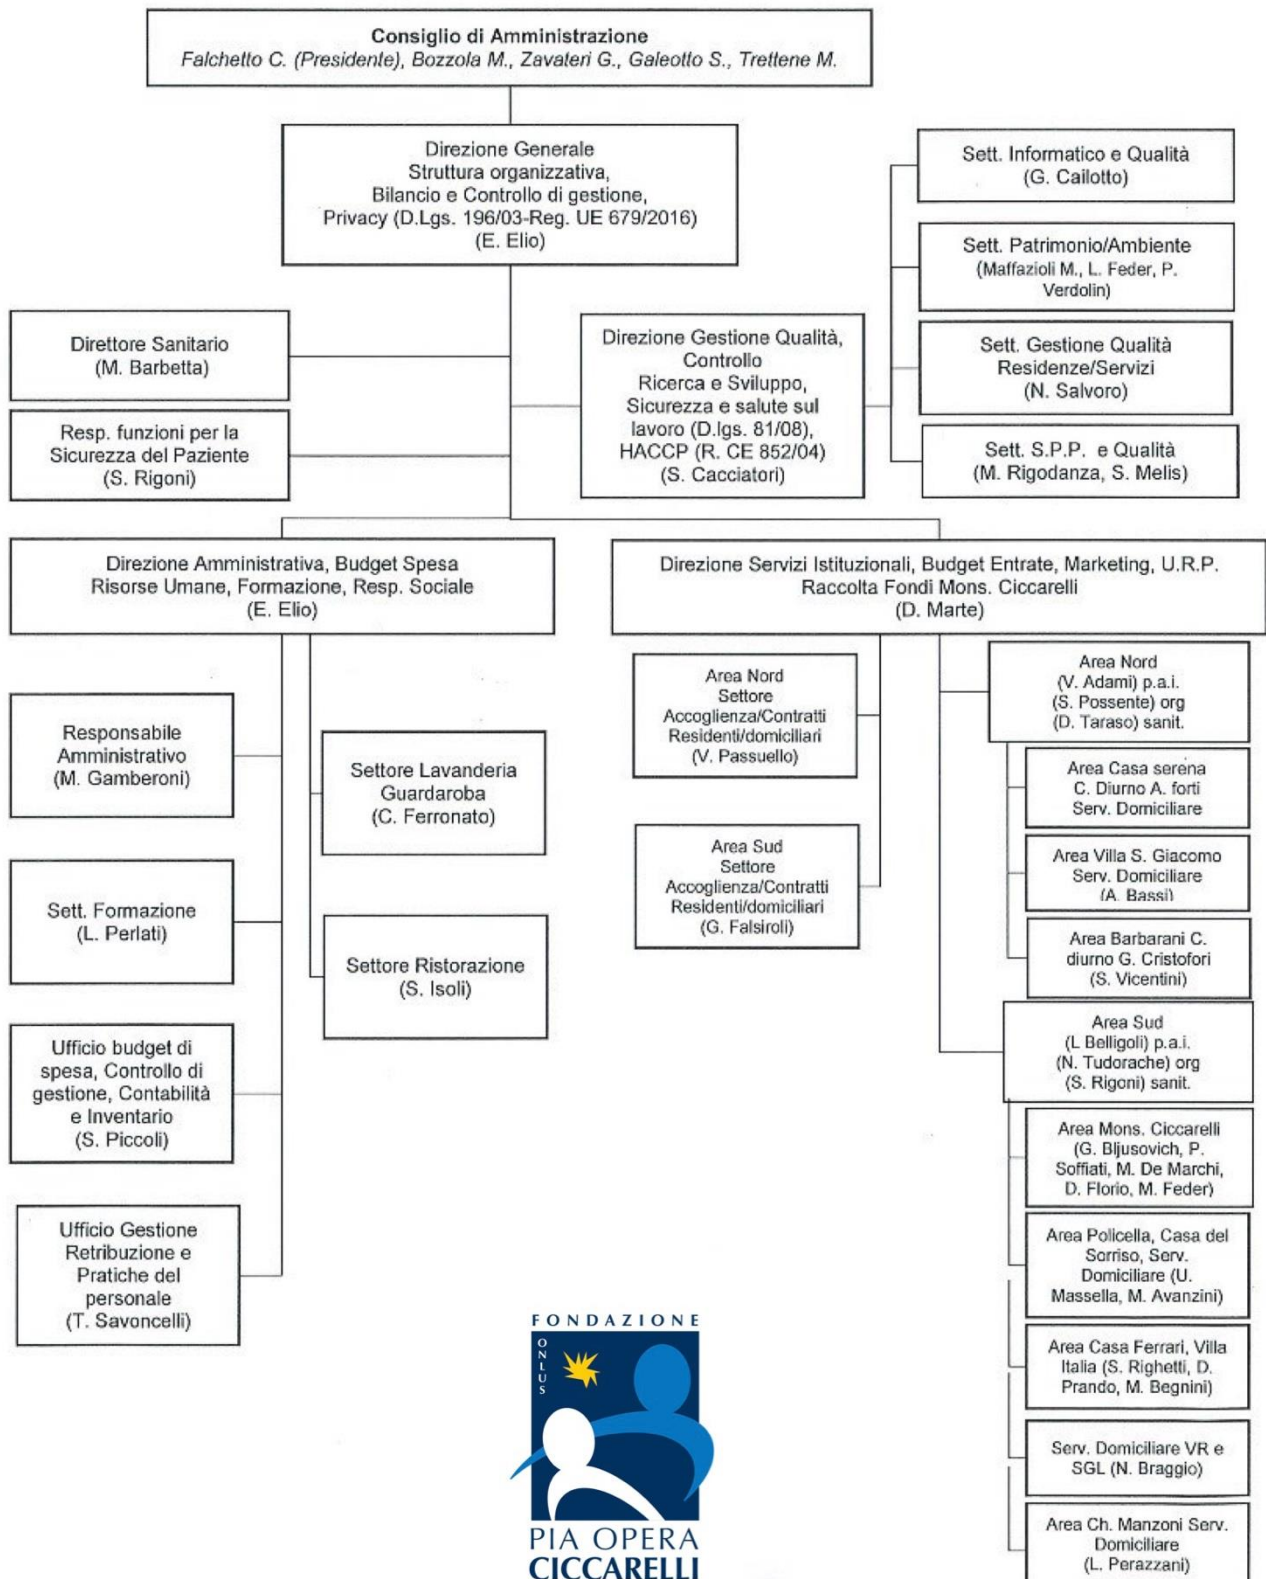 Consiglio di Amministrazione
Falchetto C. (Presidente), Bozzola M., Zavateri G., Galeotto S., Trettene M.
Direzione Generale
Struttura organizzativa,
Bilancio e Controllo di gestione,
Privacy (D.Lgs. 196/03-Reg. UE 679/2016)
(E. Elio)
Sett. Informatico e Qualità
(G. Cailotto)
Sett. Patrimonio/Ambiente
(Maffazioli M., L. Feder, P.
Verdolin)
Sett. Gestione Qualità
Residenze/Servizi
(N. Salvoro)
Sett. S.P.P. e Qualità
(M. Rigodanza, S. Melis)
Direttore Sanitario
(M. Barbetta)
Resp. funzioni per la
Sicurezza del Paziente
(S. Rigoni)
Direzione Gestione Qualità,
Controllo
Ricerca e Sviluppo,
Sicurezza e salute sul
lavoro (D.lgs. 81/08),
HACCP (R. CE 852/04)
(S. Cacciatori)
Direzione Amministrativa, Budget Spesa
Risorse Umane, Formazione, Resp. Sociale
(E. Elio)
Direzione Servizi Istituzionali, Budget Entrate, Marketing, U.R.P.
Raccolta Fondi Mons. Ciccarelli
(D. Marte)
Responsabile
Amministrativo
(M. Gamberoni)
Sett. Formazione
(L. Perlati)
Ufficio budget di
spesa, Controllo di
gestione, Contabilità
e Inventario
(S. Piccoli)
Ufficio Gestione
Retribuzione e
Pratiche del
personale
(T. Savoncelli)
Settore Lavanderia
Guardaroba
(C. Ferronato)
Settore Ristorazione
(S. Isoli)
Area Nord
Settore
Accoglienza/Contratti
Residenti/domiciliari
(V. Passuello)
Area Sud
Settore
Accoglienza/Contratti
Residenti/domiciliari
(G. Falsiroli)
Area Nord
(V. Adami) p.a.i.
(S. Possente) org
(D. Taraso) sanit.
Area Casa serena
C. Diurno A. forti
Serv. Domiciliare
Area Villa S. Giacomo
Serv. Domiciliare
(A. Bassi)
Area Barbarani C.
diurno G. Cristofori
(S. Vicentini)
Area Sud
(L Belligoli) p.a.i.
(N. Tudorache) org
(S. Rigoni) sanit.
Area Mons. Ciccarelli
(G. Bljusovich, P.
Soffiati, M. De Marchi,
D. Florio, M. Feder)
Area Policella, Casa del
Sorriso, Serv.
Domiciliare (U.
Massella, M. Avanzini)
Area Casa Ferrari, Villa
Italia (S. Righetti, D.
Prando, M. Begnini)
Serv. Domiciliare VR e
SGL (N. Braggio)
Area Ch. Manzoni Serv.
Domiciliare
(L. Perazzani)
FONDAZIONE
ONLUS
PIA OPERA
CICCARELLI